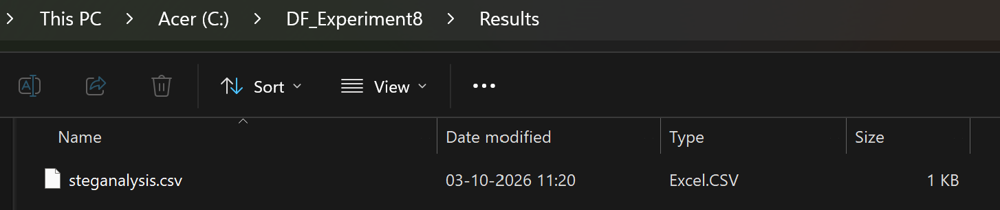 This PC > Acer (C:) > DF_Experiment8 > Results
Sort View
Name Date modified Type Size
steganalysis.csv 03-10-2026 11:20 Excel.CSV 1 KB